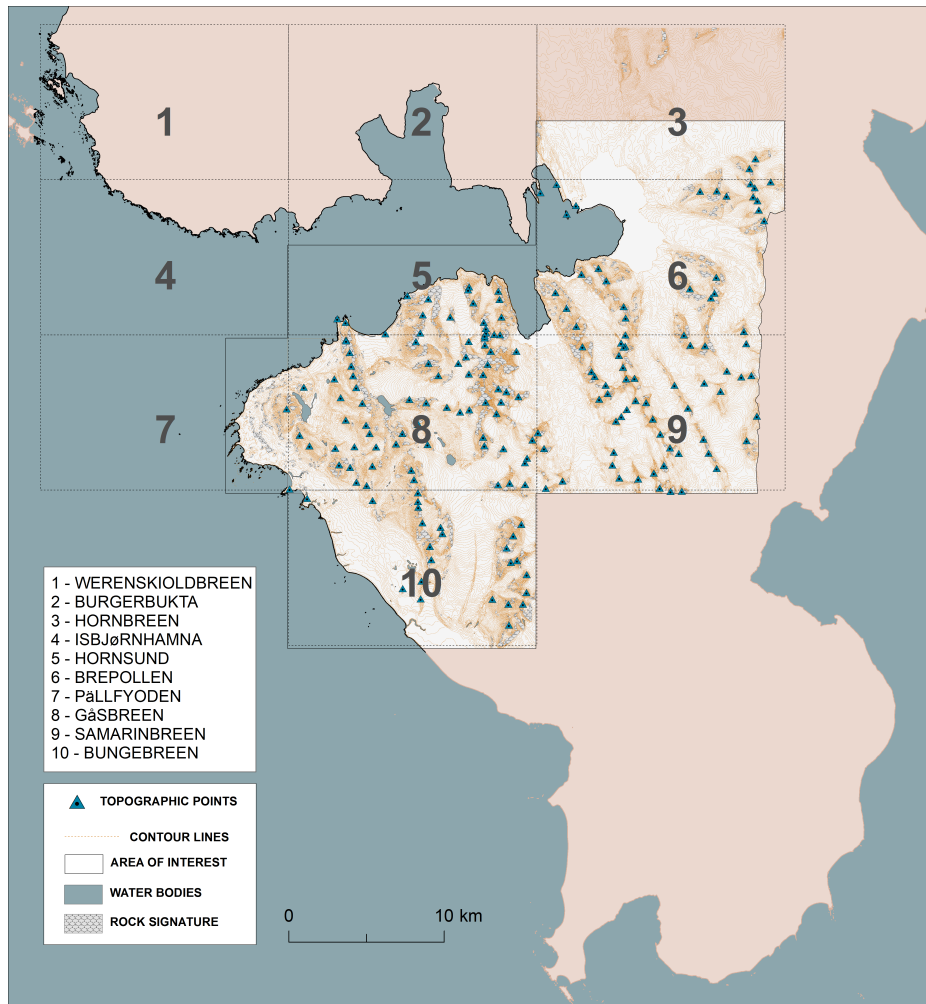 1
2
3
4
5
6
7
8
9
10
1 - WERENSKIOLDBREEN
2 - BURGERBUKTA
3 - HORNBREEN
4 - ISBJøRNHAMNA
5 - HORNSUND
6 - BREPOLLEN
7 - PäLLFYODEN
8 - GåSBREEN
9 - SAMARINBREEN
10 - BUNGEBREEN
TOPOGRAPHIC POINTS
CONTOUR LINES
AREA OF INTEREST
WATER BODIES
ROCK SIGNATURE
0 10 km